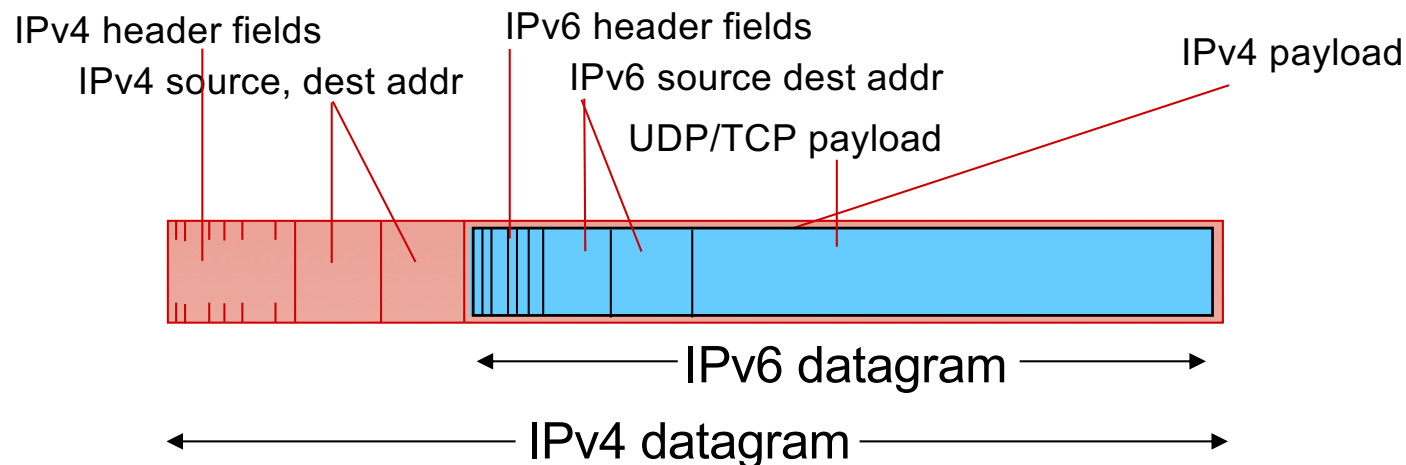 IPv4 header fields
IPv6 header fields
IPv4 payload
IPv4 source, dest addr
IPv6 source dest addr
UDP/TCP payload
IPv6 datagram
IPv4 datagram